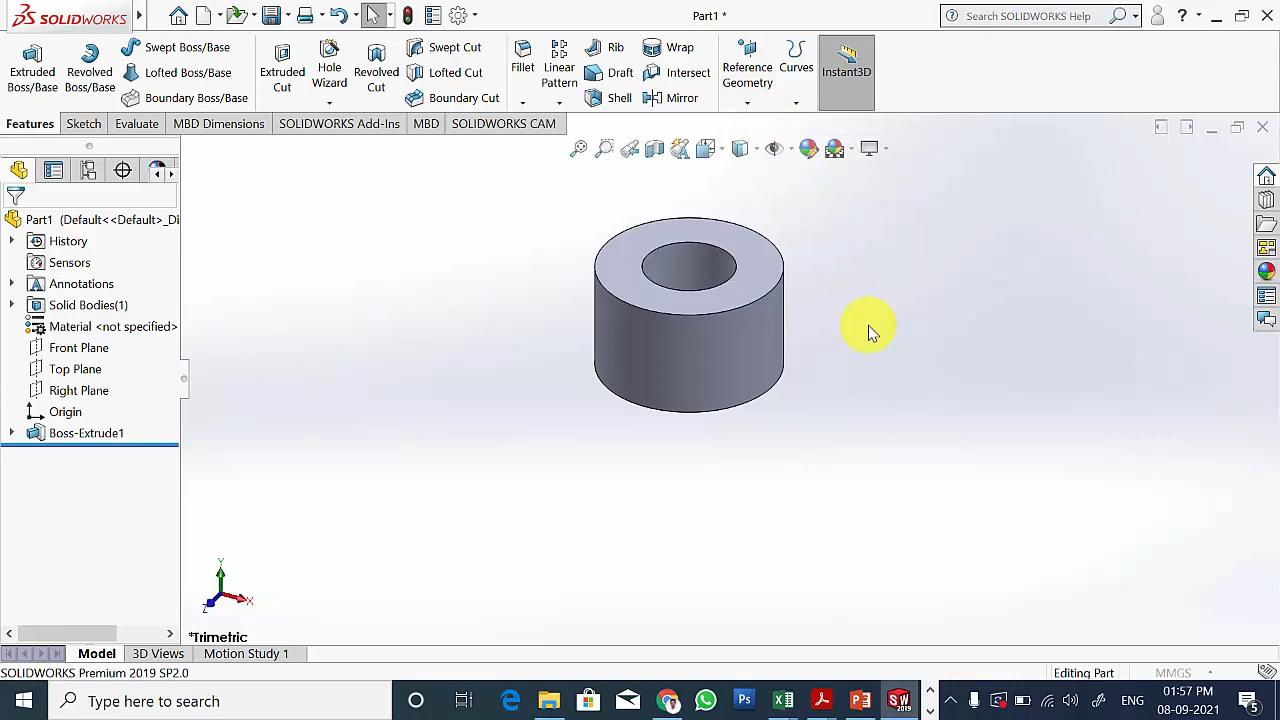 SOLIDWORKS
Part1 *
Search SOLIDWORKS Help
?
Extruded Boss/Base
Revolved Boss/Base
Swept Boss/Base
Lofted Boss/Base
Boundary Boss/Base
Extruded Cut
Hole Wizard
Revolved Cut
Swept Cut
Lofted Cut
Boundary Cut
Fillet
Linear Pattern
Rib
Draft
Shell
Wrap
Intersect
Mirror
Reference Geometry
Curves
Instant3D
Features
Sketch
Evaluate
MBD Dimensions
SOLIDWORKS Add-Ins
MBD
SOLIDWORKS CAM
Part1 (Default<<Default>_Di
History
Sensors
Annotations
Solid Bodies(1)
Material <not specified>
Front Plane
Top Plane
Right Plane
Origin
Boss-Extrude1
Y
X
Z
*Trimetric
Model
3D Views
Motion Study 1
SOLIDWORKS Premium 2019 SP2.0
Editing Part
MMGS
Type here to search
ENG
01:57 PM
08-09-2021
5